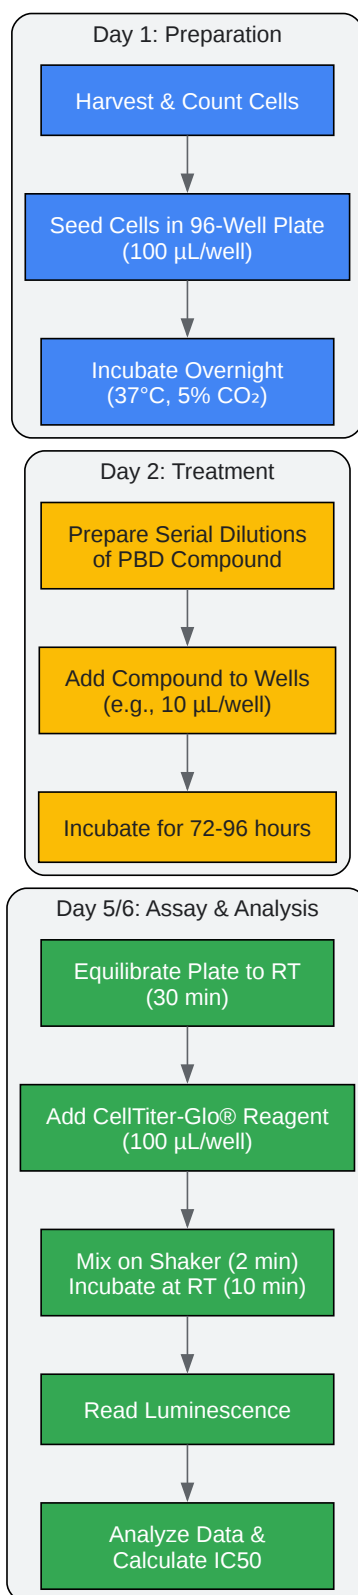 Day 1: Preparation
Harvest & Count Cells
Seed Cells in 96-Well Plate
(100 µL/well)
Incubate Overnight
(37°C, 5% CO₂)
Day 2: Treatment
Prepare Serial Dilutions
of PBD Compound
Add Compound to Wells
(e.g., 10 µL/well)
Incubate for 72-96 hours
Day 5/6: Assay & Analysis
Equilibrate Plate to RT
(30 min)
Add CellTiter-Glo® Reagent
(100 µL/well)
Mix on Shaker (2 min)
Incubate at RT (10 min)
Read Luminescence
Analyze Data &
Calculate IC50